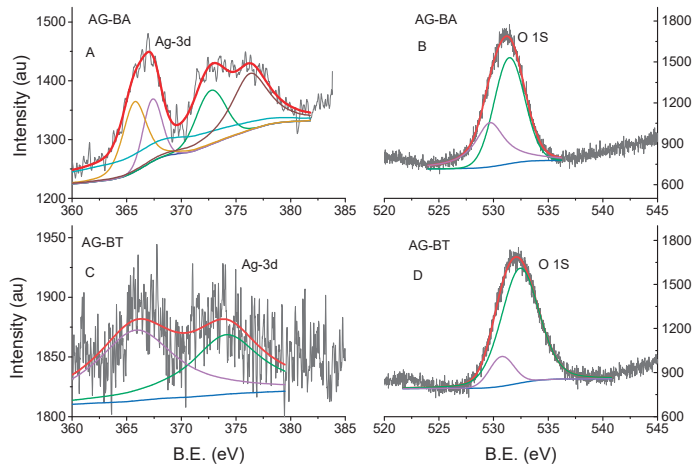 AG-BA
A
Ag-3d
Intensity (au)
1500
1400
1300
1200
360 365 370 375 380 385
AG-BA
B
O 1S
1800
1500
1200
900
600
520 525 530 535 540 545
AG-BT
C
Ag-3d
Intensity (au)
1950
1900
1850
1800
360 365 370 375 380 385
B.E. (eV)
AG-BT
D
O 1S
1800
1500
1200
900
600
520 525 530 535 540 545
B.E. (eV)